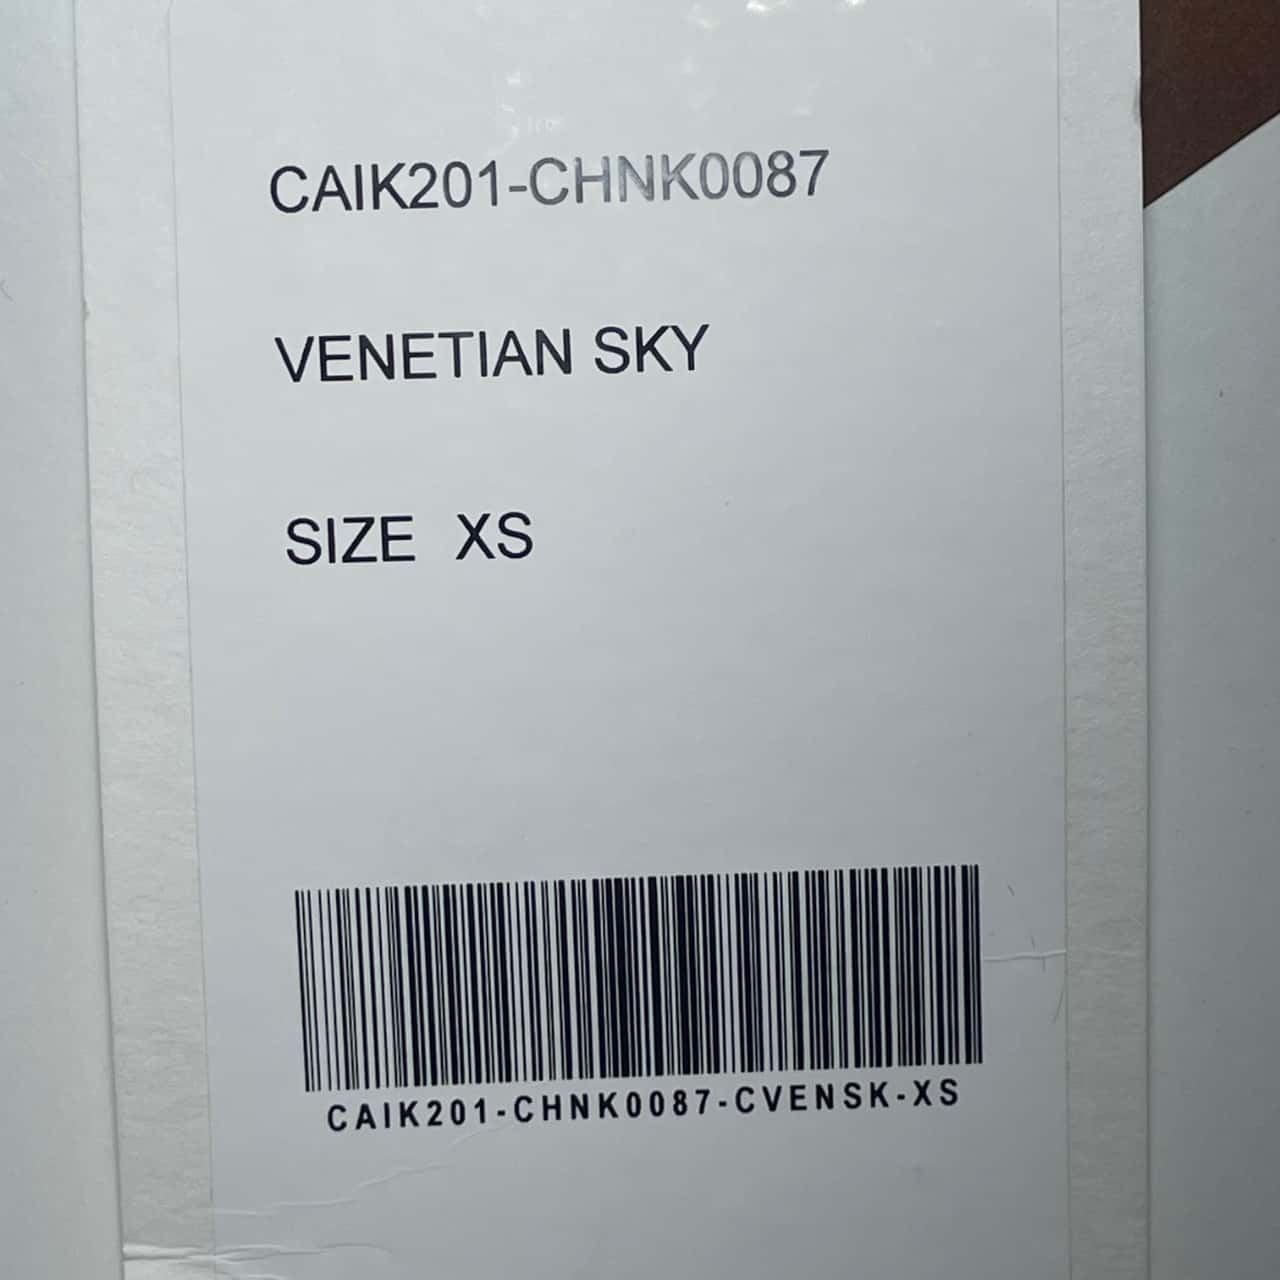 CAIK201-CHNK0087
VENETIAN SKY
SIZE XS
CAIK201-CHNK0087-CVENSK-XS